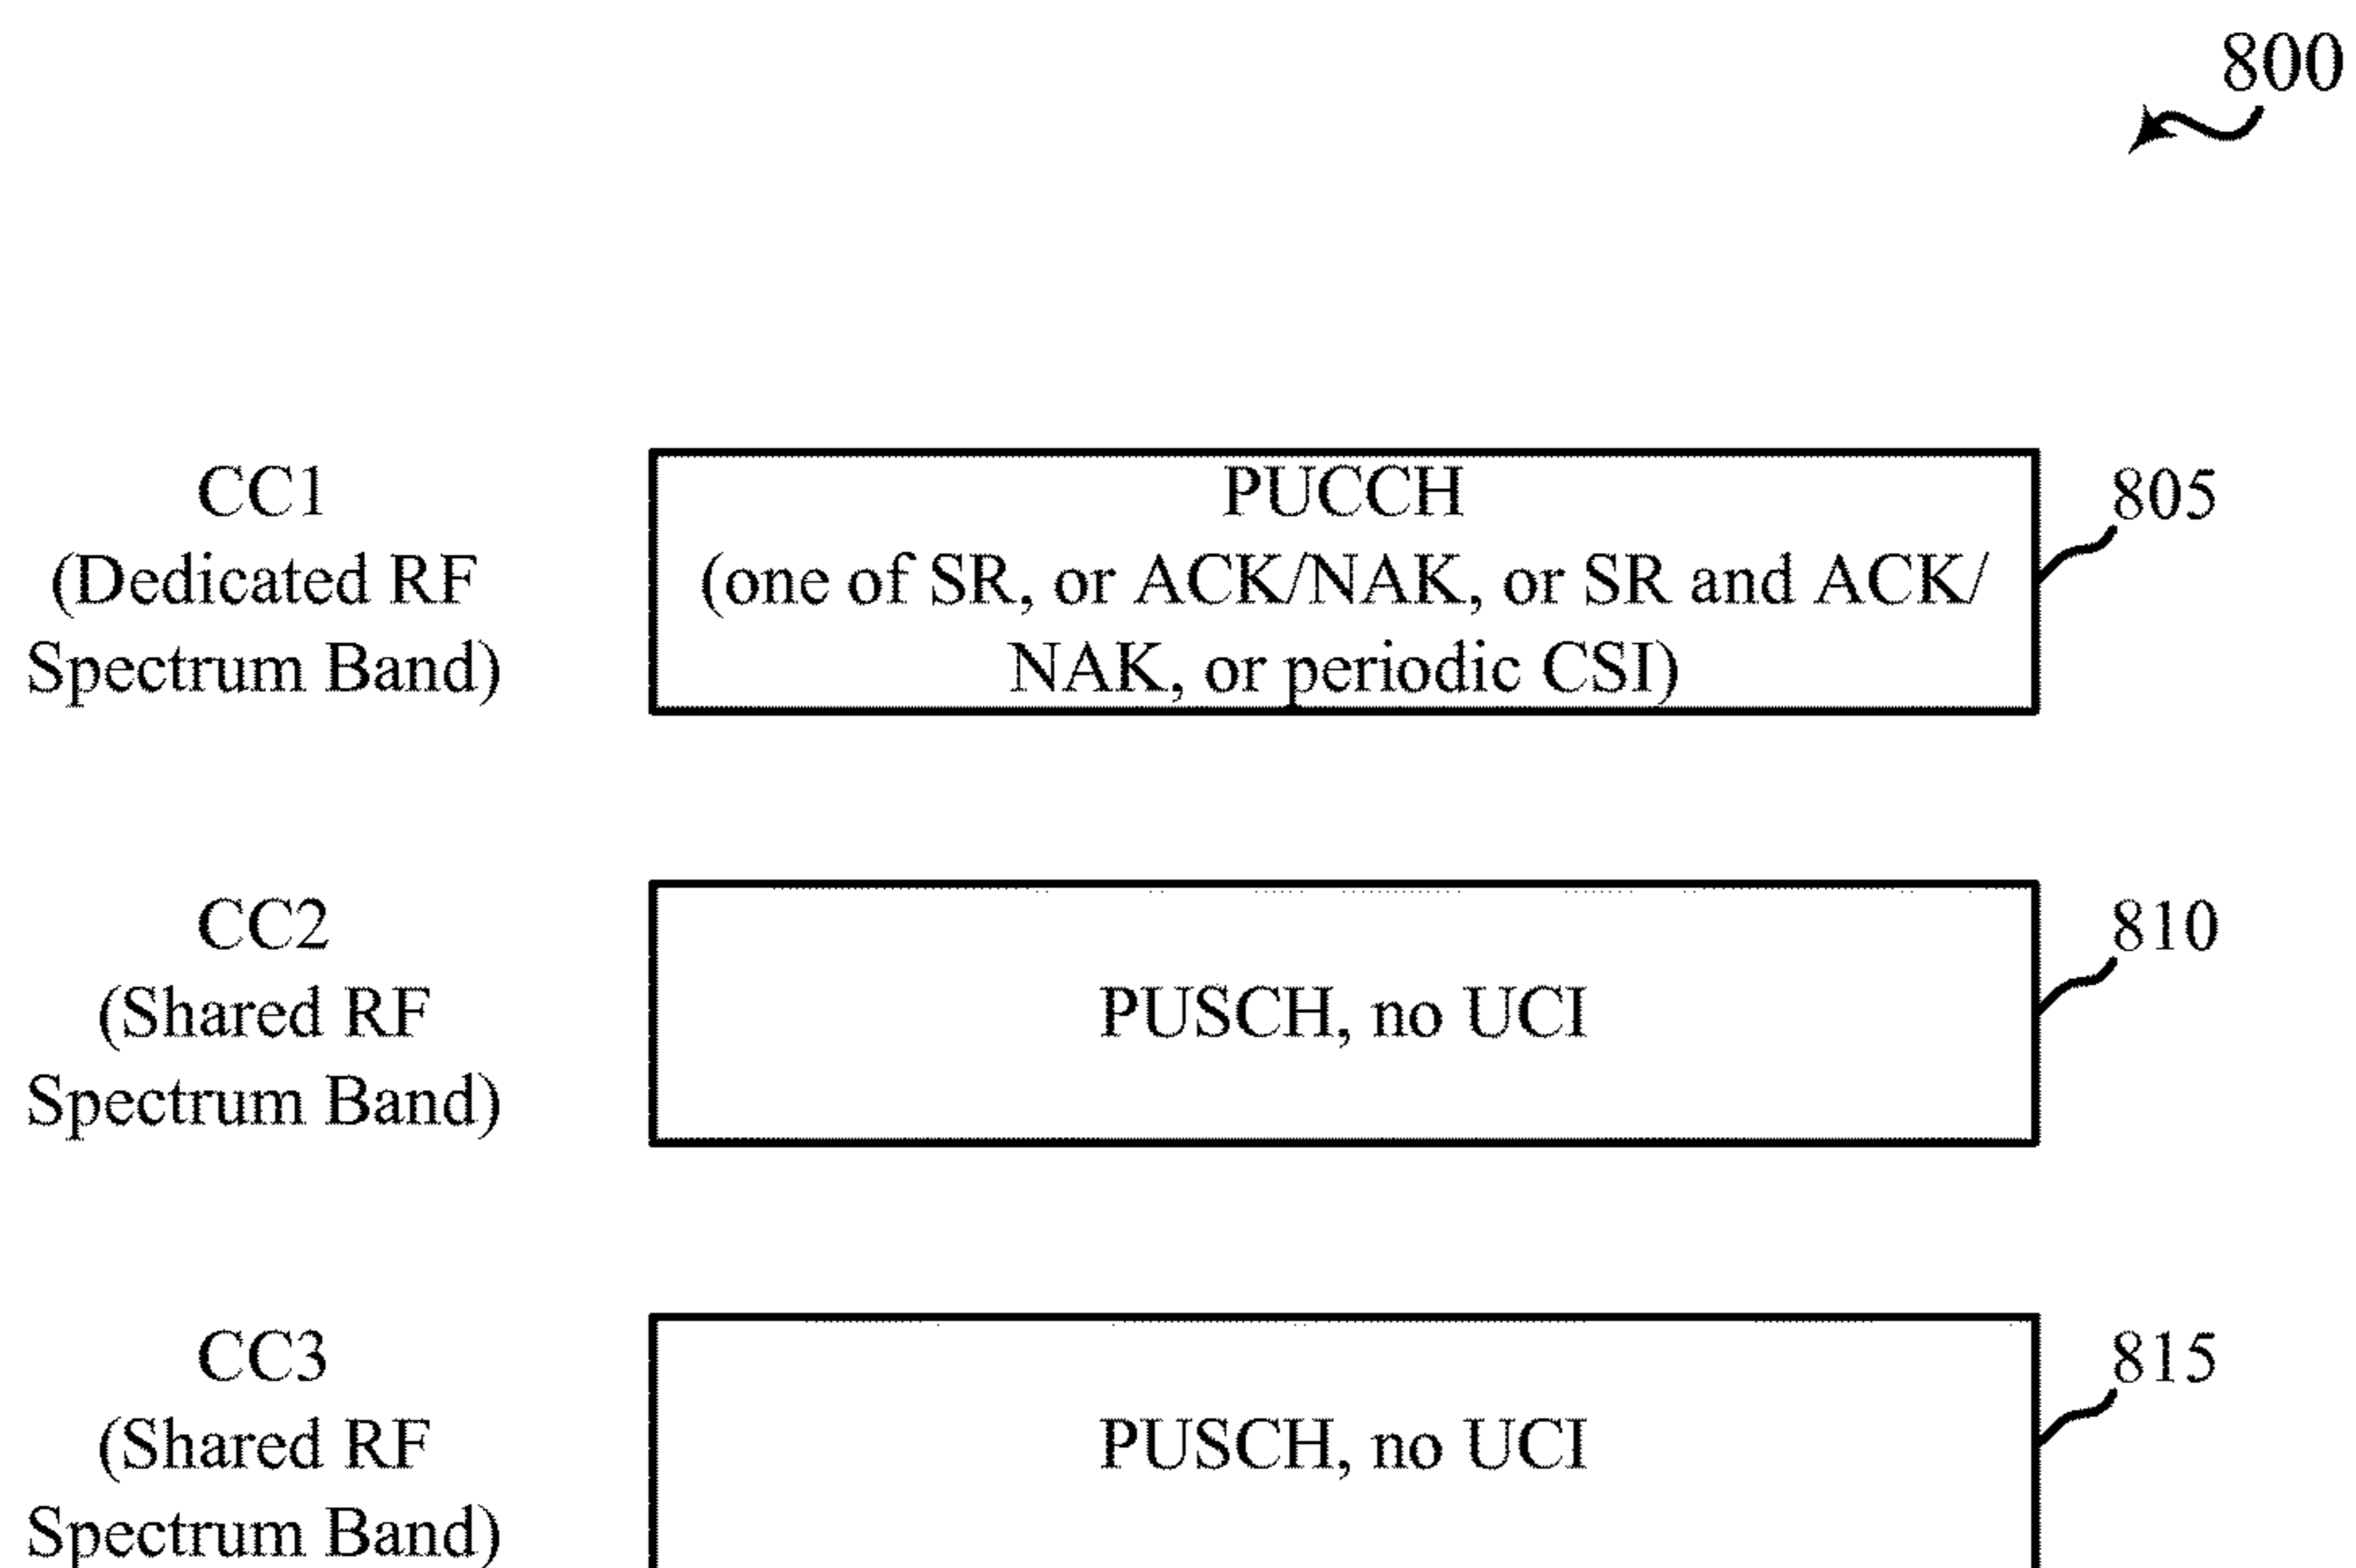 800
CC1
(Dedicated RF
Spectrum Band)
PUCCH
(one of SR, or ACK/NAK, or SR and ACK/
NAK, or periodic CSI)
805
CC2
(Shared RF
Spectrum Band)
PUSCH, no UCI
810
CC3
(Shared RF
Spectrum Band)
PUSCH, no UCI
815